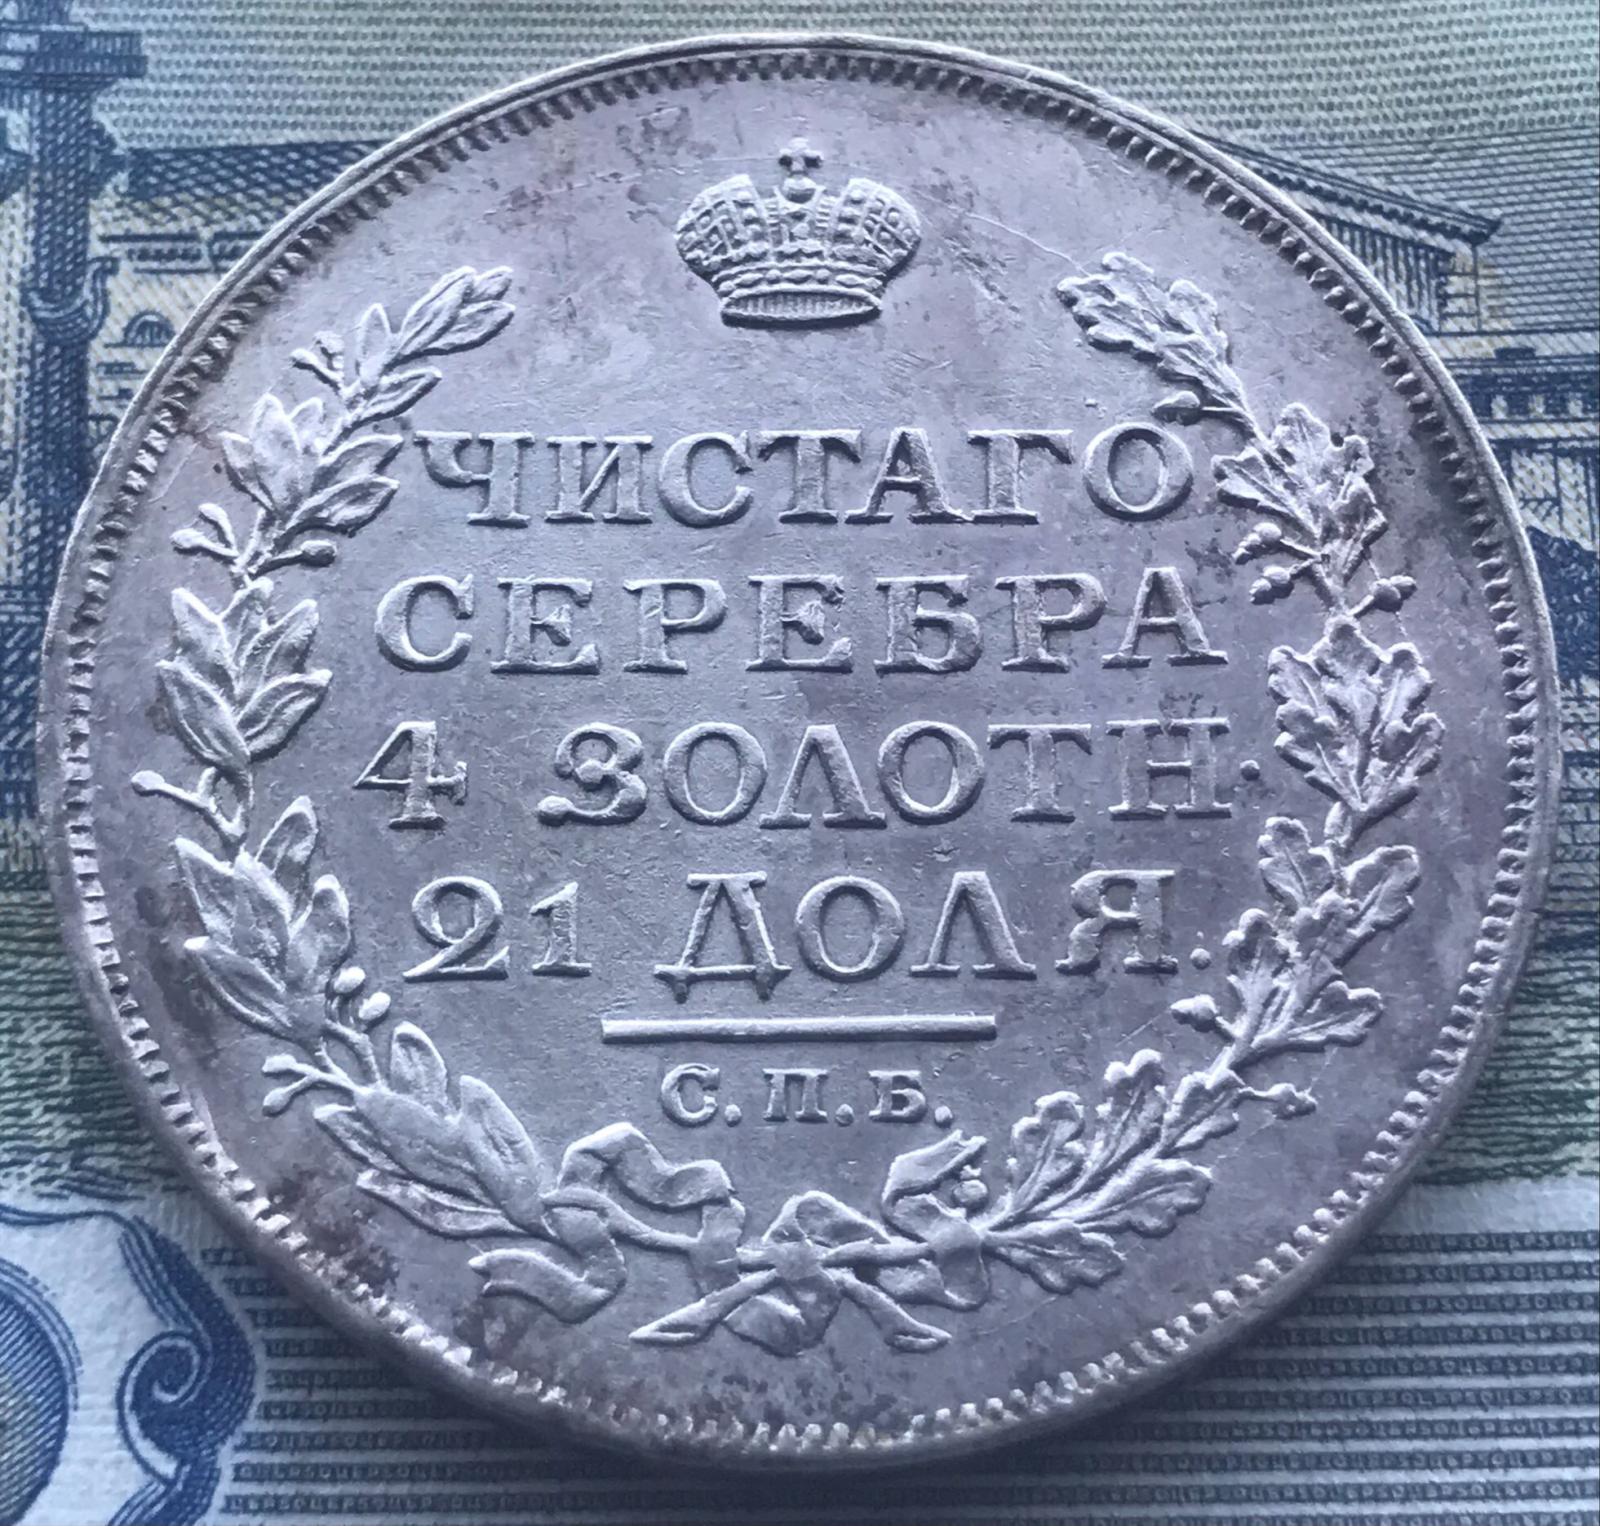 ЧИСТАГО
СЕРЕБРА
4 ЗОЛОТН.
21 ДОЛЯ.
С.П.Б.